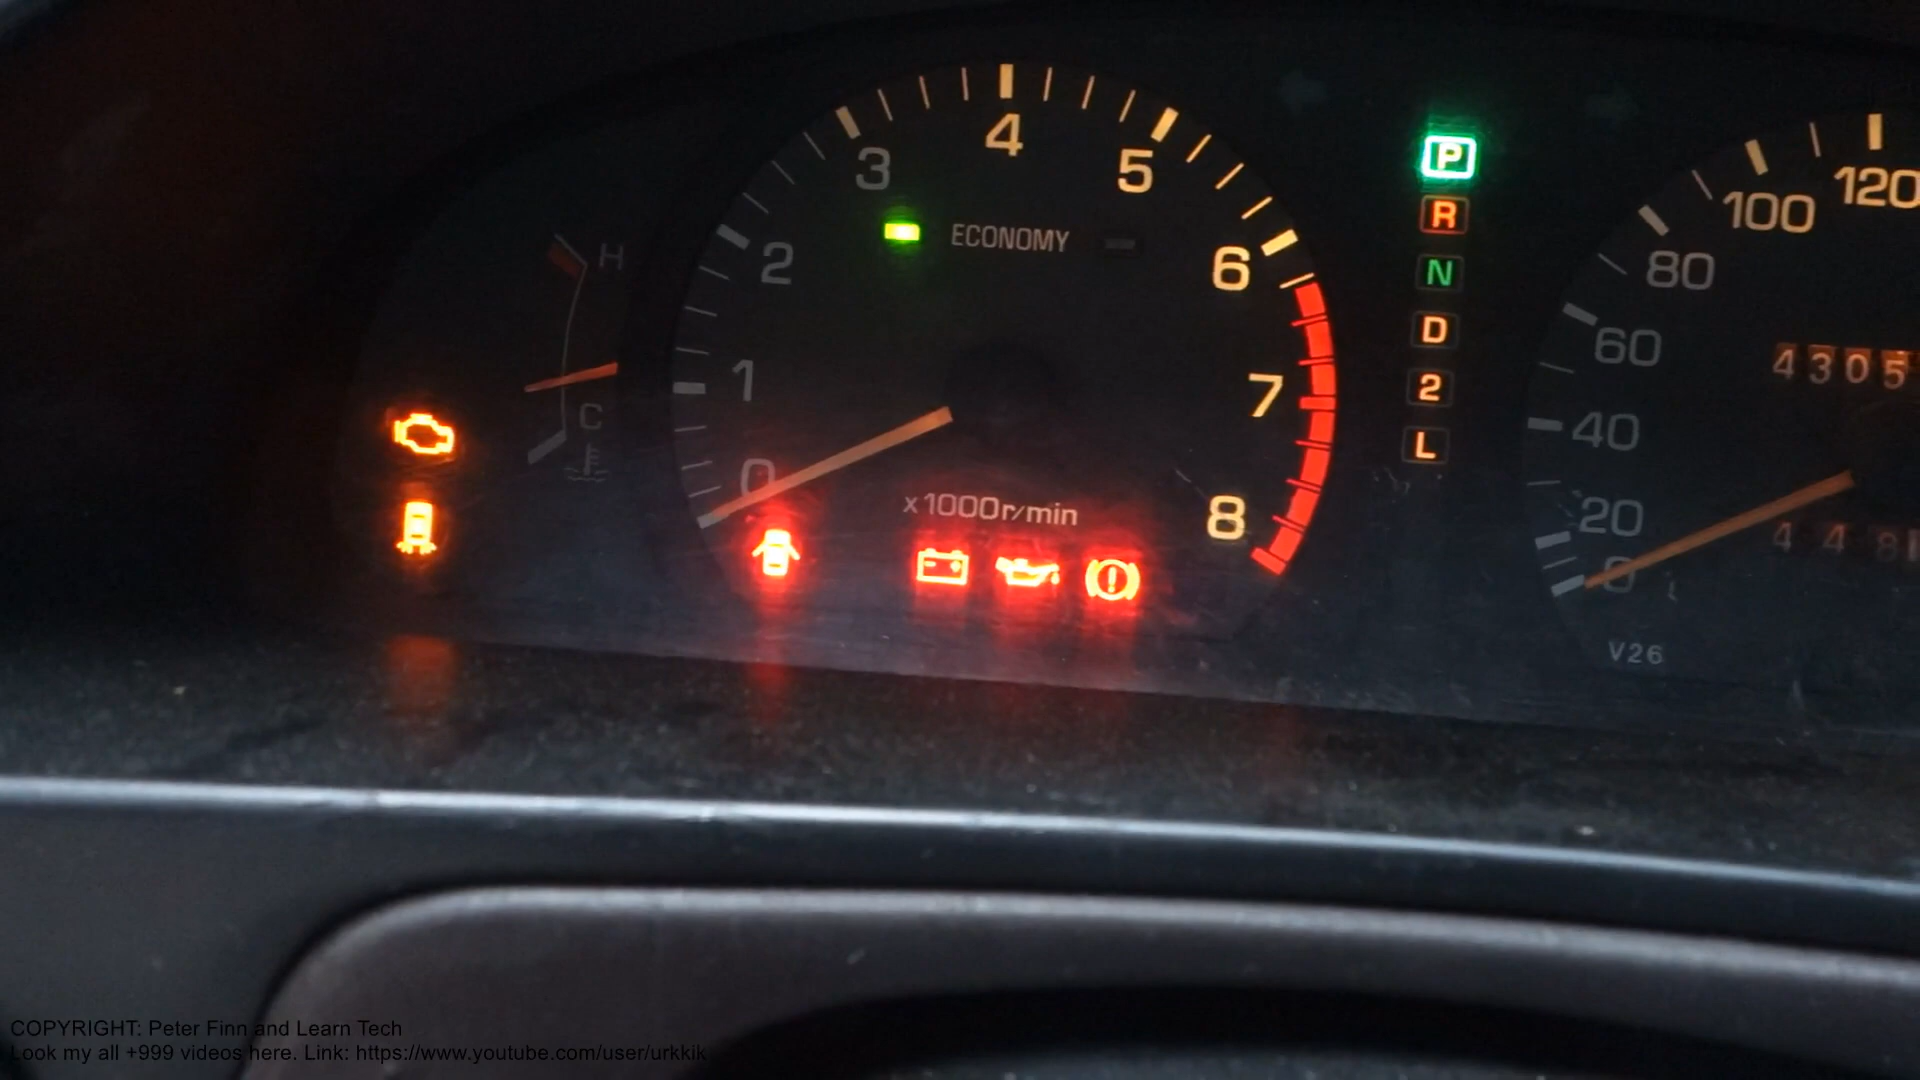 4
3
5
ECONOMY
2
6
H
1
7
C
0
x1000r/min
8
P
R
N
D
2
L
120
100
80
60
4305
40
20
0
V26
COPYRIGHT: Peter Finn and Learn Tech
Look my all +999 videos here. Link: https://www.youtube.com/user/urkkik